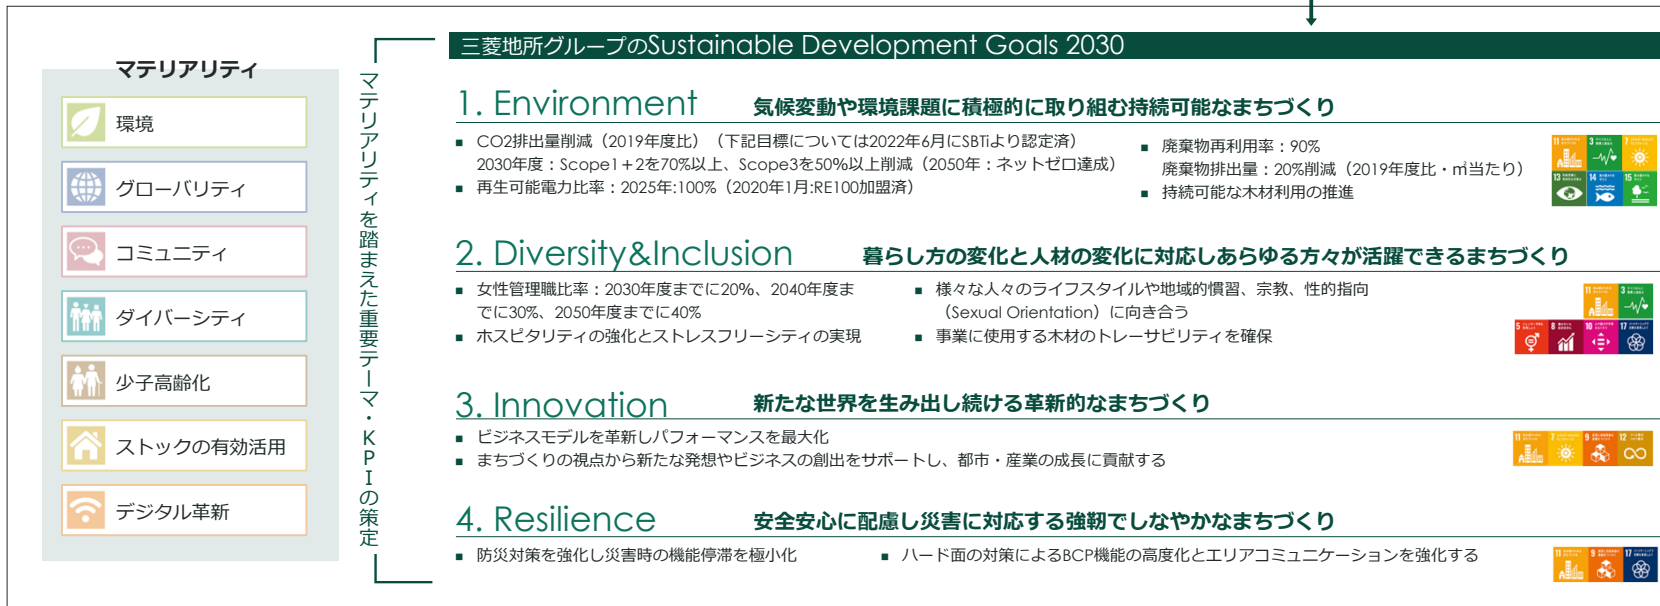 マテリアリティ
環境
グローバリティ
コミュニティ
ダイバーシティ
少子高齢化
ストックの有効活用
デジタル革新
マテリアリティを踏まえた重要テーマ・KPIの策定
三菱地所グループのSustainable Development Goals 2030
1. Environment 気候変動や環境課題に積極的に取り組む持続可能なまちづくり
■ CO2排出量削減（2019年度比）（下記目標については2022年6月にSBTiより認定済）
2030年度：Scope1＋2を70%以上、Scope3を50%以上削減（2050年：ネットゼロ達成）
■ 再生可能電力比率：2025年:100%（2020年1月:RE100加盟済）
■ 廃棄物再利用率：90%
廃棄物排出量：20%削減（2019年度比・㎡当たり）
■ 持続可能な木材利用の推進
11 3 7
13 14 15
2. Diversity&Inclusion 暮らし方の変化と人材の変化に対応しあらゆる方々が活躍できるまちづくり
■ 女性管理職比率：2030年度までに20%、2040年度ま
でに30%、2050年度までに40%
■ ホスピタリティの強化とストレスフリーシティの実現
■ 様々な人々のライフスタイルや地域的慣習、宗教、性的指向
（Sexual Orientation）に向き合う
■ 事業に使用する木材のトレーサビリティを確保
11 3
5 8 10 17
3. Innovation 新たな世界を生み出し続ける革新的なまちづくり
■ ビジネスモデルを革新しパフォーマンスを最大化
■ まちづくりの視点から新たな発想やビジネスの創出をサポートし、都市・産業の成長に貢献する
11 7 9 12
4. Resilience 安全安心に配慮し災害に対応する強靭でしなやかなまちづくり
■ 防災対策を強化し災害時の機能停滞を極小化
■ ハード面の対策によるBCP機能の高度化とエリアコミュニケーションを強化する
11 9 17